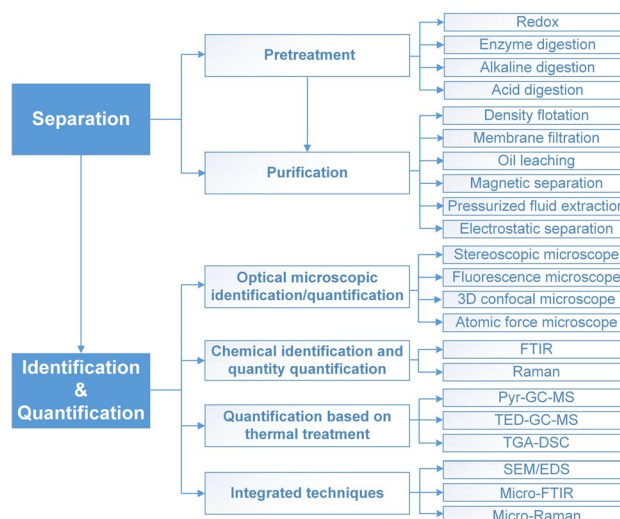 Separation
Pretreatment
Redox
Enzyme digestion
Alkaline digestion
Acid digestion
Purification
Density flotation
Membrane filtration
Oil leaching
Magnetic separation
Pressurized fluid extraction
Electrostatic separation
Identification
&
Quantification
Optical microscopic
identification/quantification
Stereoscopic microscope
Fluorescence microscope
3D confocal microscope
Atomic force microscope
Chemical identification and
quantity quantification
FTIR
Raman
Quantification based on
thermal treatment
Pyr-GC-MS
TED-GC-MS
TGA-DSC
Integrated techniques
SEM/EDS
Micro-FTIR
Micro-Raman